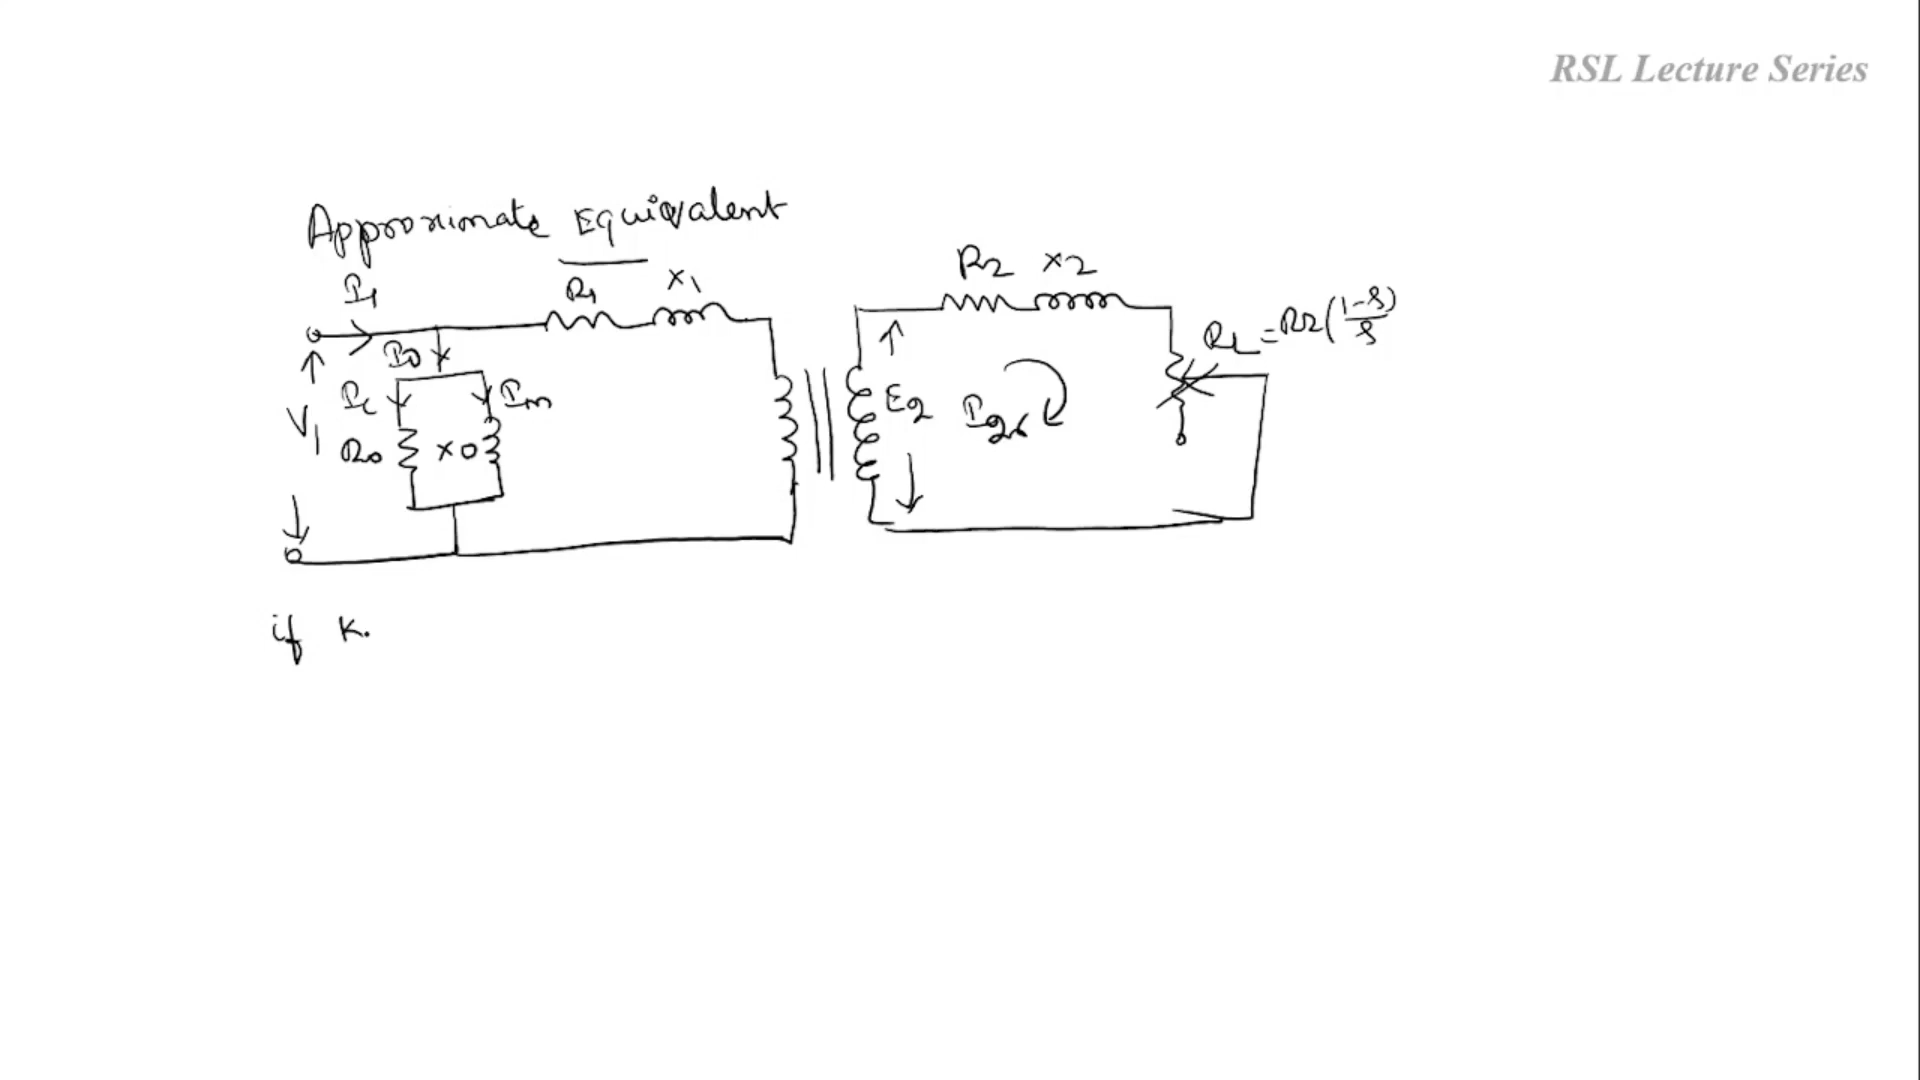 RSL Lecture Series
Approximate Equivalent
I1
R1
X1
R2 X2
RL = R2(1-s/s)
I0
Ic
Im
V1
R0
X0
E2
I2r
if K.